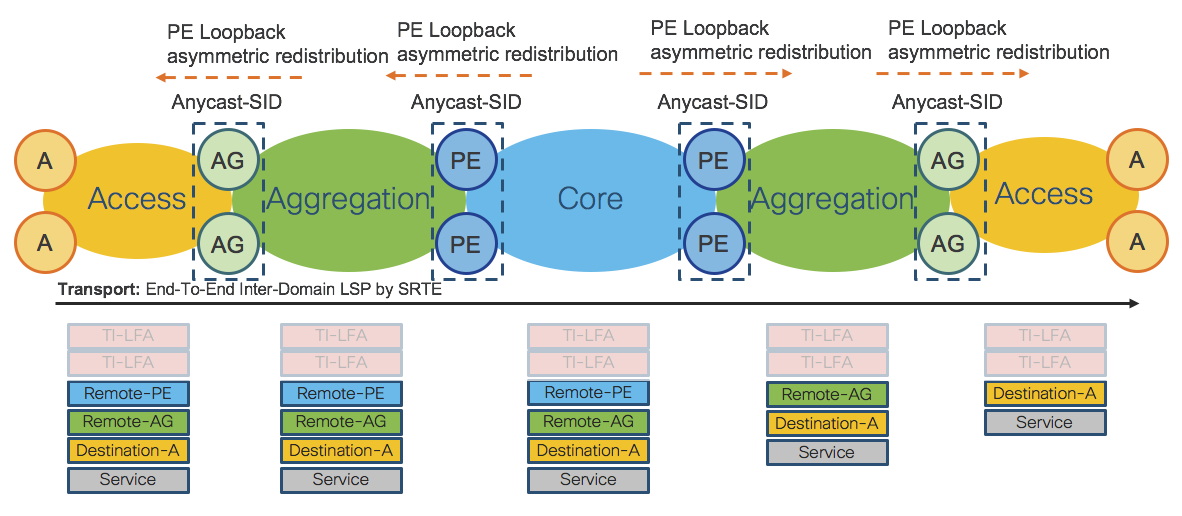 PE Loopback
asymmetric redistribution
PE Loopback
asymmetric redistribution
PE Loopback
asymmetric redistribution
PE Loopback
asymmetric redistribution
Anycast-SID
Anycast-SID
Anycast-SID
Anycast-SID
A
AG
PE
PE
AG
A
Access
Aggregation
Core
Aggregation
Access
A
AG
PE
PE
AG
A
Transport: End-To-End Inter-Domain LSP by SRTE
TI-LFA
TI-LFA
Remote-PE
Remote-AG
Destination-A
Service
TI-LFA
TI-LFA
Remote-PE
Remote-AG
Destination-A
Service
TI-LFA
TI-LFA
Remote-PE
Remote-AG
Destination-A
Service
TI-LFA
TI-LFA
Remote-AG
Destination-A
Service
TI-LFA
TI-LFA
Destination-A
Service